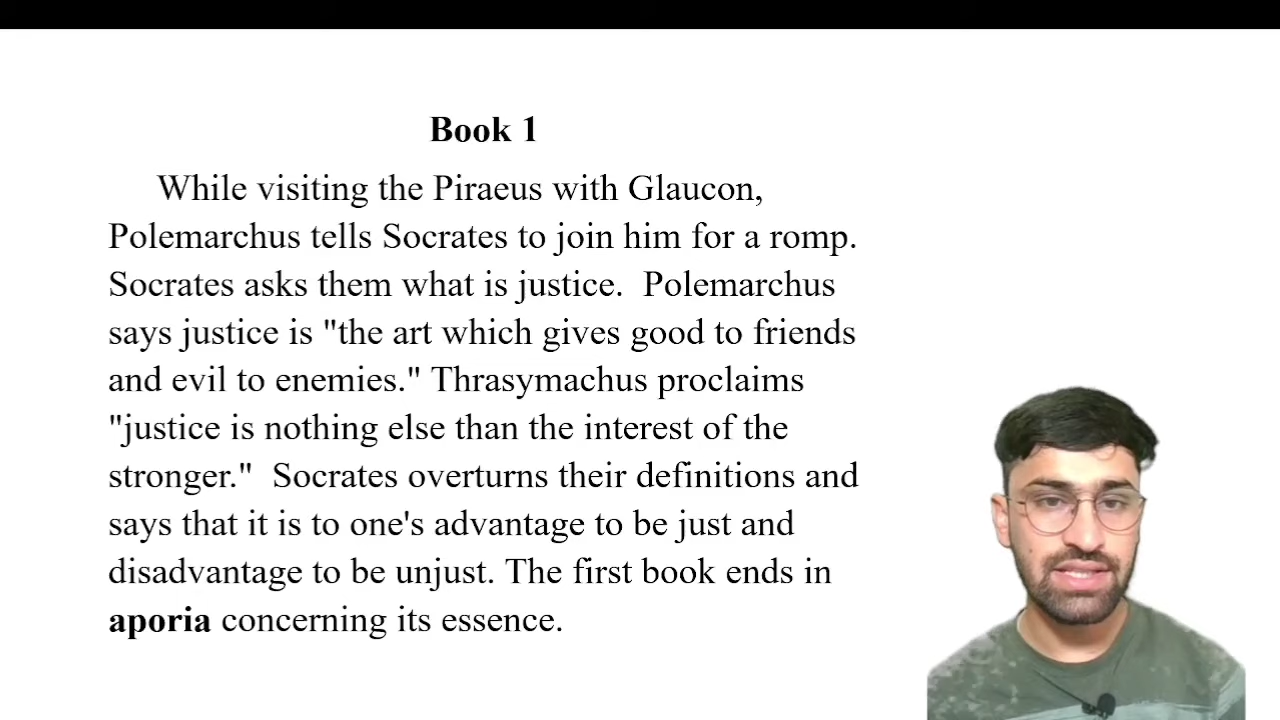 Book 1
While visiting the Piraeus with Glaucon,
Polemarchus tells Socrates to join him for a romp.
Socrates asks them what is justice.  Polemarchus
says justice is "the art which gives good to friends
and evil to enemies." Thrasymachus proclaims
"justice is nothing else than the interest of the
stronger."  Socrates overturns their definitions and
says that it is to one's advantage to be just and
disadvantage to be unjust. The first book ends in
aporia concerning its essence.